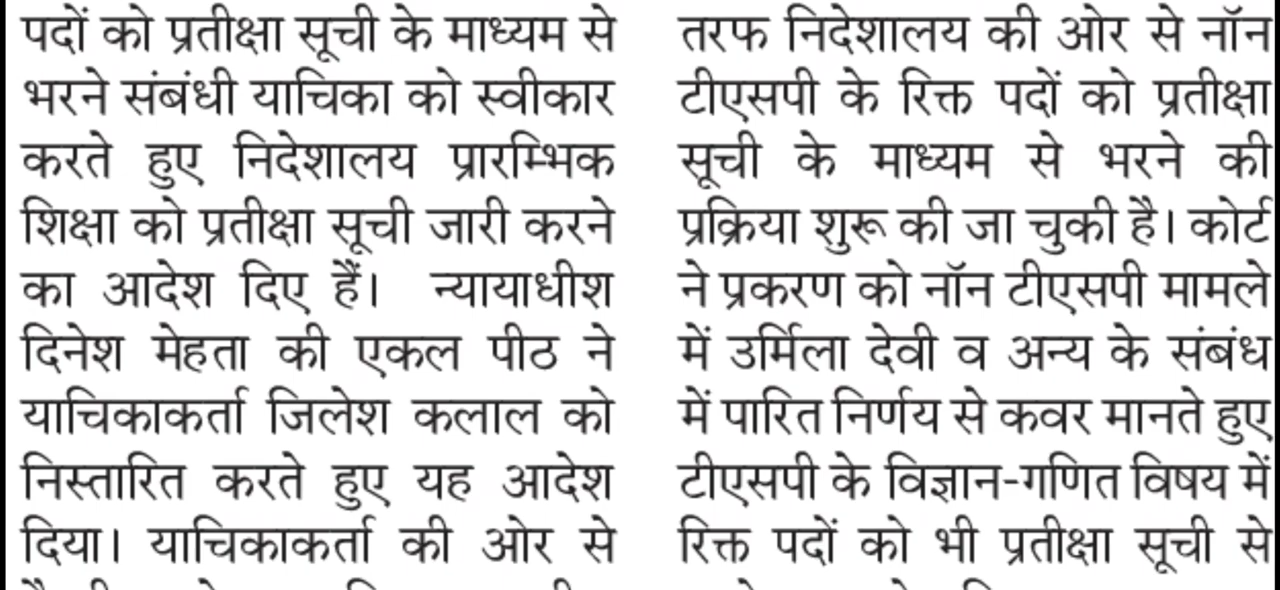 पदों को प्रतीक्षा सूची के माध्यम से
भरने संबंधी याचिका को स्वीकार
करते हुए निदेशालय प्रारम्भिक
शिक्षा को प्रतीक्षा सूची जारी करने
का आदेश दिए हैं। न्यायाधीश
दिनेश मेहता की एकल पीठ ने
याचिकाकर्ता जिलेश कलाल को
निस्तारित करते हुए यह आदेश
दिया। याचिकाकर्ता की ओर से
तरफ निदेशालय की ओर से नॉन
टीएसपी के रिक्त पदों को प्रतीक्षा
सूची के माध्यम से भरने की
प्रक्रिया शुरू की जा चुकी है। कोर्ट
ने प्रकरण को नॉन टीएसपी मामले
में उर्मिला देवी व अन्य के संबंध
में पारित निर्णय से कवर मानते हुए
टीएसपी के विज्ञान-गणित विषय में
रिक्त पदों को भी प्रतीक्षा सूची से